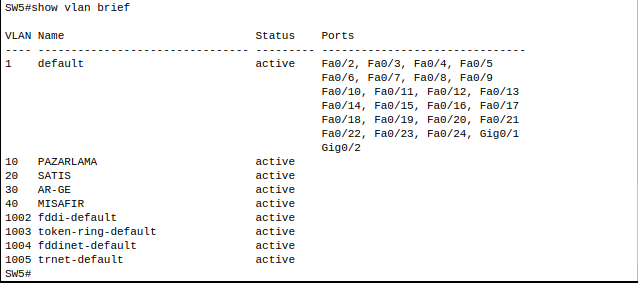 SW5#show vlan brief
VLAN Name                             Status    Ports
---- -------------------------------- --------- -------------------------------
1    default                          active    Fa0/2, Fa0/3, Fa0/4, Fa0/5
                                                Fa0/6, Fa0/7, Fa0/8, Fa0/9
                                                Fa0/10, Fa0/11, Fa0/12, Fa0/13
                                                Fa0/14, Fa0/15, Fa0/16, Fa0/17
                                                Fa0/18, Fa0/19, Fa0/20, Fa0/21
                                                Fa0/22, Fa0/23, Fa0/24, Gig0/1
                                                Gig0/2
10   PAZARLAMA                        active
20   SATIS                            active
30   AR-GE                            active
40   MISAFIR                          active
1002 fddi-default                     active
1003 token-ring-default               active
1004 fddinet-default                  active
1005 trnet-default                    active
SW5#